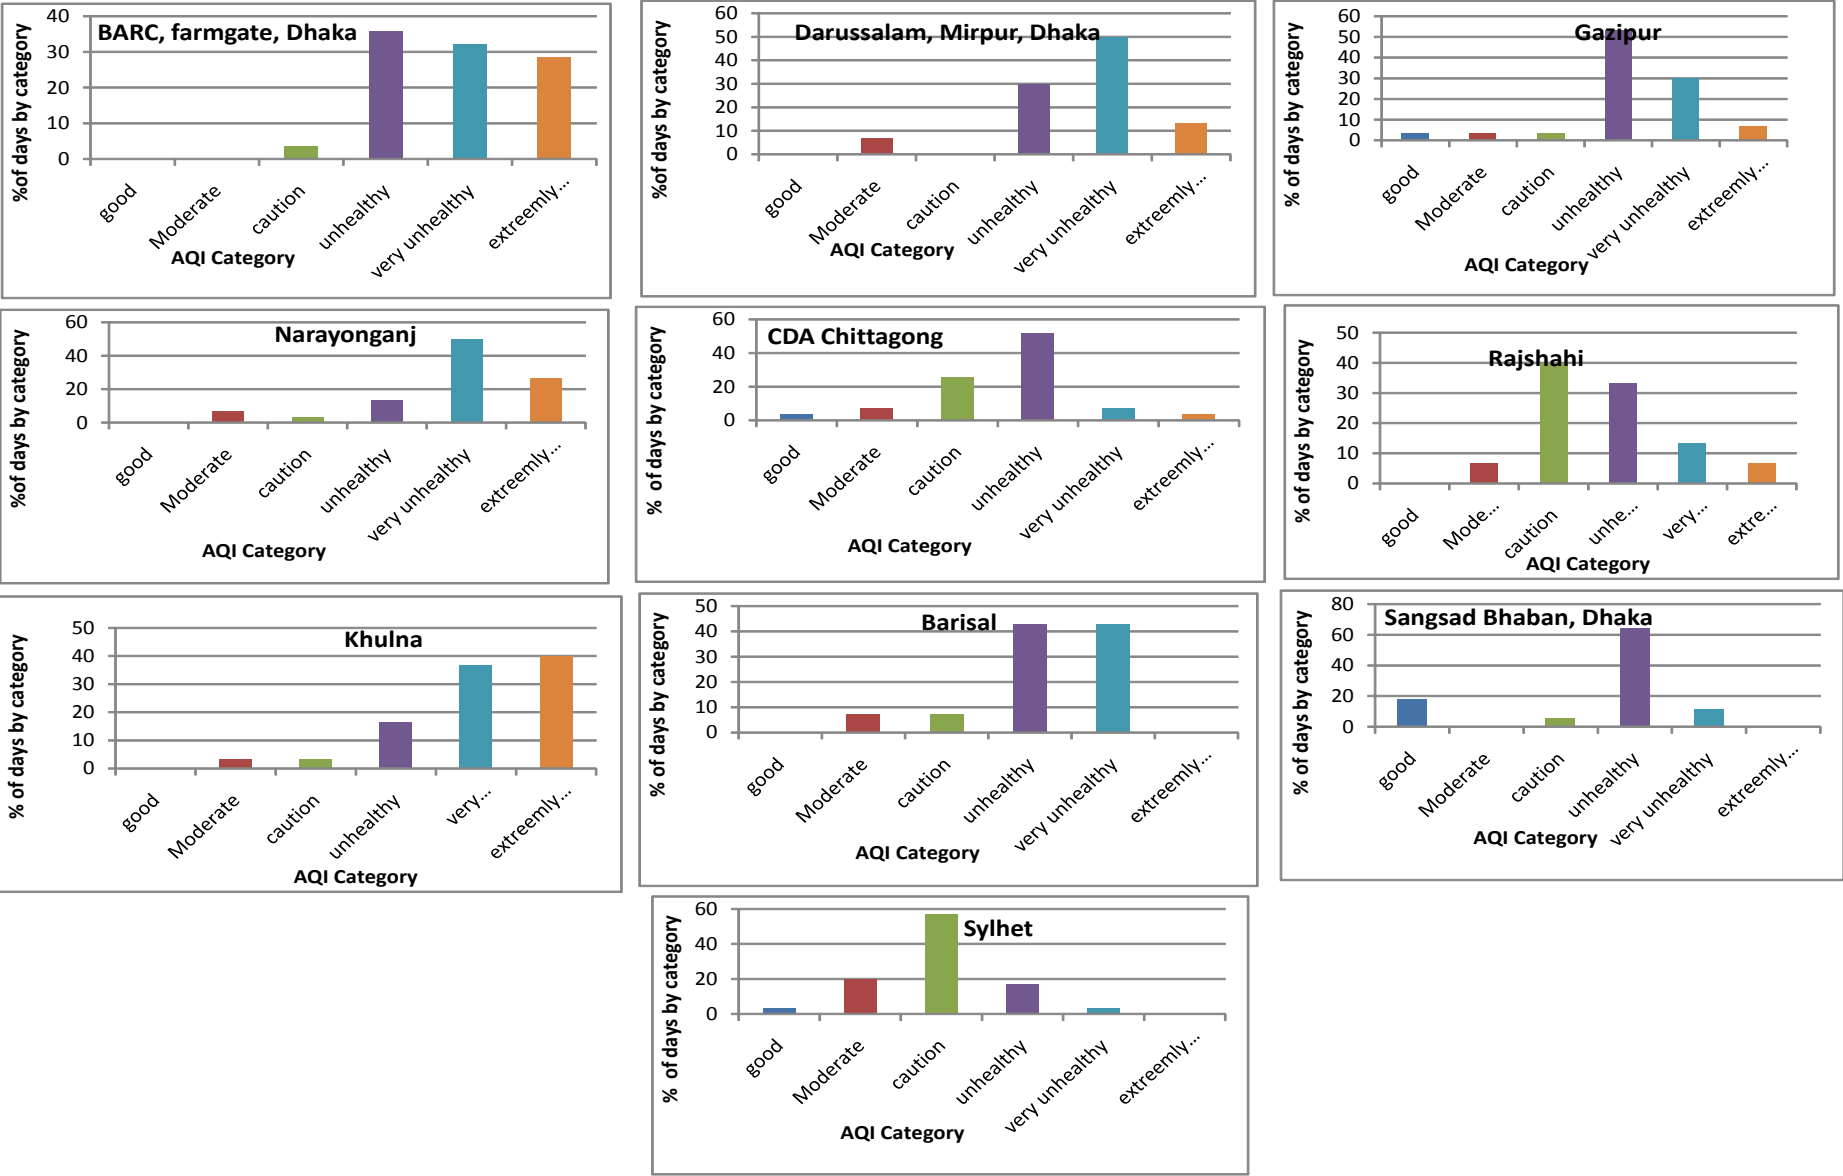 BARC, farmgate, Dhaka
%of days by category
40
30
20
10
0
good
Moderate
caution
unhealthy
very unhealthy
extreemly...
AQI Category
Darussalam, Mirpur, Dhaka
%of days by category
60
50
40
30
20
10
0
good
Moderate
caution
unhealthy
very unhealthy
extreemly...
AQI Category
Gazipur
% of days by category
60
50
40
30
20
10
0
good
Moderate
caution
unhealthy
very unhealthy
extreemly...
AQI Category
Narayonganj
%of days by category
60
40
20
0
good
Moderate
caution
unhealthy
very unhealthy
extreemly...
AQI Category
CDA Chittagong
% of days by category
60
40
20
0
good
Moderate
caution
unhealthy
very unhealthy
extreemly...
AQI Category
Rajshahi
% of days by category
50
40
30
20
10
0
good
Mode...
caution
unhe...
very...
extre...
AQI Category
Khulna
% of days by category
50
40
30
20
10
0
good
Moderate
caution
unhealthy
very...
extreemly...
AQI Category
Barisal
% of days by category
50
40
30
20
10
0
good
Moderate
caution
unhealthy
very unhealthy
extreemly...
AQI Category
Sangsad Bhaban, Dhaka
% of days by category
80
60
40
20
0
good
Moderate
caution
unhealthy
very unhealthy
extreemly...
AQI Category
Sylhet
% of days by category
60
40
20
0
good
Moderate
caution
unhealthy
very unhealthy
extreemly...
AQI Category